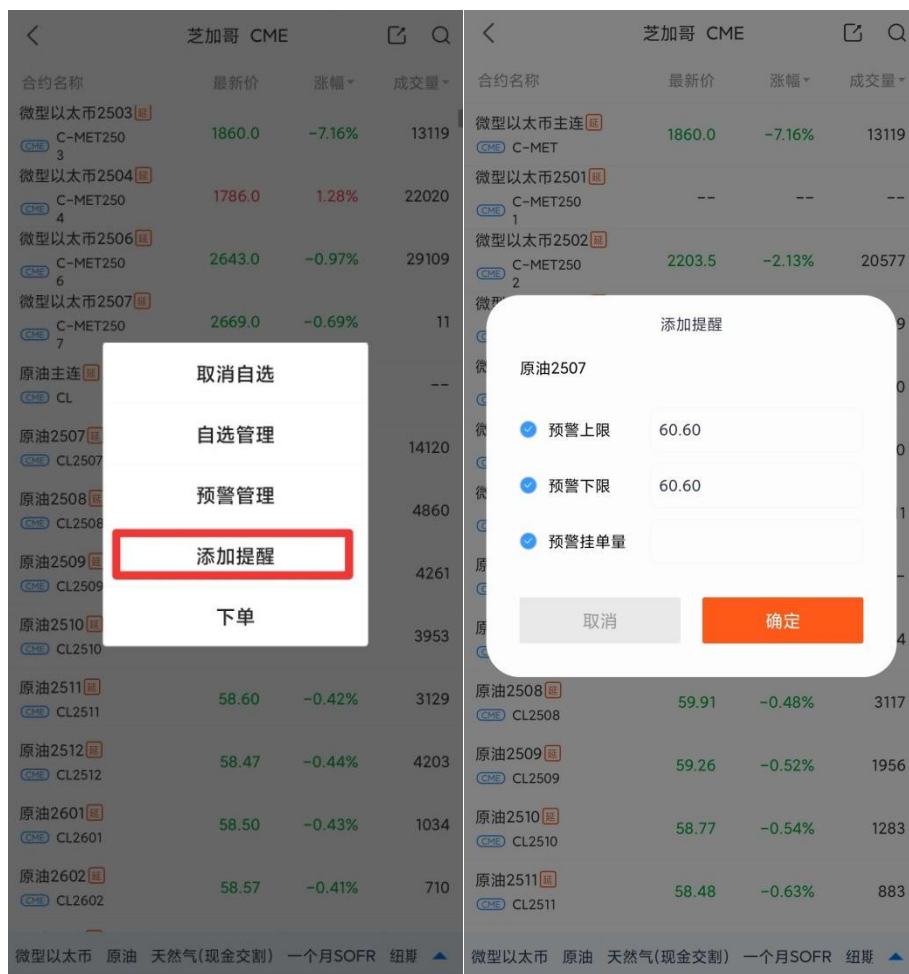 芝加哥 CME
合约名称 最新价 涨幅 成交量
微型以太币2503 延
CME C-MET250 1860.0 -7.16% 13119
3
微型以太币2504 延
CME C-MET250 1786.0 1.28% 22020
4
微型以太币2506 延
CME C-MET250 2643.0 -0.97% 29109
6
微型以太币2507 延
CME C-MET250 2669.0 -0.69% 11
7
原油主连 延
CME CL --
原油2507 延
CME CL2507 14120
原油2508 延
CME CL2508 4860
原油2509 延
CME CL2509 4261
原油2510 延
CME CL2510 3953
取消自选
自选管理
预警管理
添加提醒
下单
原油2511 延
CME CL2511 58.60 -0.42% 3129
原油2512 延
CME CL2512 58.47 -0.44% 4203
原油2601 延
CME CL2601 58.50 -0.43% 1034
原油2602 延
CME CL2602 58.57 -0.41% 710
微型以太币 原油 天然气(现金交割) 一个月SOFR 纽期
芝加哥 CME
合约名称 最新价 涨幅 成交量
微型以太币主连 延
CME C-MET 1860.0 -7.16% 13119
微型以太币2501 延
CME C-MET250 -- -- --
1
微型以太币2502 延
CME C-MET250 2203.5 -2.13% 20577
2
添加提醒
原油2507
预警上限 60.60
预警下限 60.60
预警挂单量
取消 确定
原油2508 延
CME CL2508 59.91 -0.48% 3117
原油2509 延
CME CL2509 59.26 -0.52% 1956
原油2510 延
CME CL2510 58.77 -0.54% 1283
原油2511 延
CME CL2511 58.48 -0.63% 883
微型以太币 原油 天然气(现金交割) 一个月SOFR 纽期